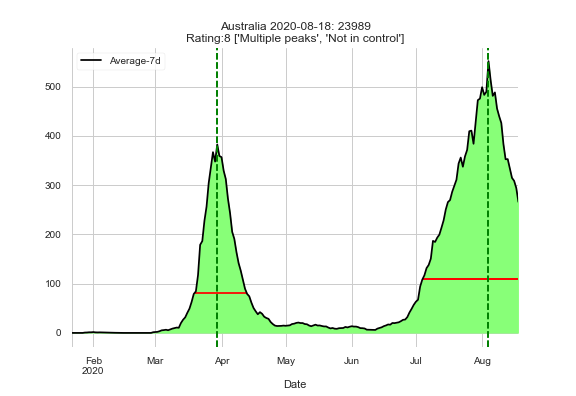 Australia 2020-08-18: 23989
Rating:8 ['Multiple peaks', 'Not in control']
Average-7d
500
400
300
200
100
0
Feb Mar Apr May Jun Jul Aug
2020
Date